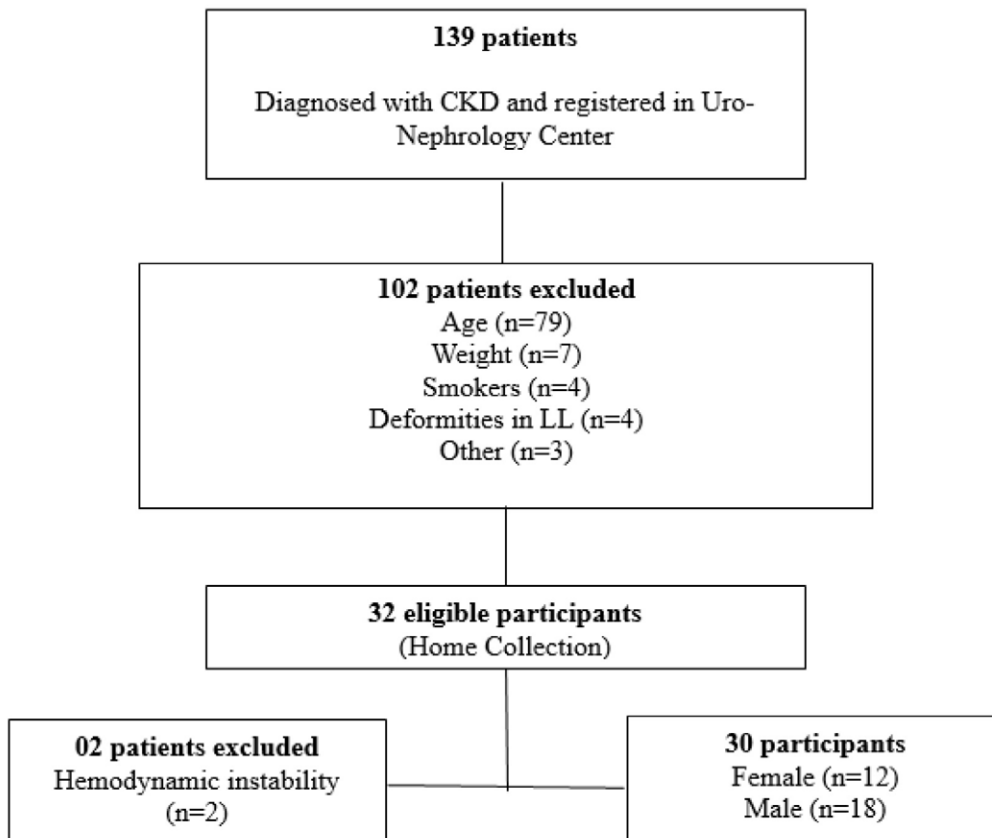 139 patients
Diagnosed with CKD and registered in Uro-
Nephrology Center
102 patients excluded
Age (n=79)
Weight (n=7)
Smokers (n=4)
Deformities in LL (n=4)
Other (n=3)
32 eligible participants
(Home Collection)
02 patients excluded
Hemodynamic instability
(n=2)
30 participants
Female (n=12)
Male (n=18)